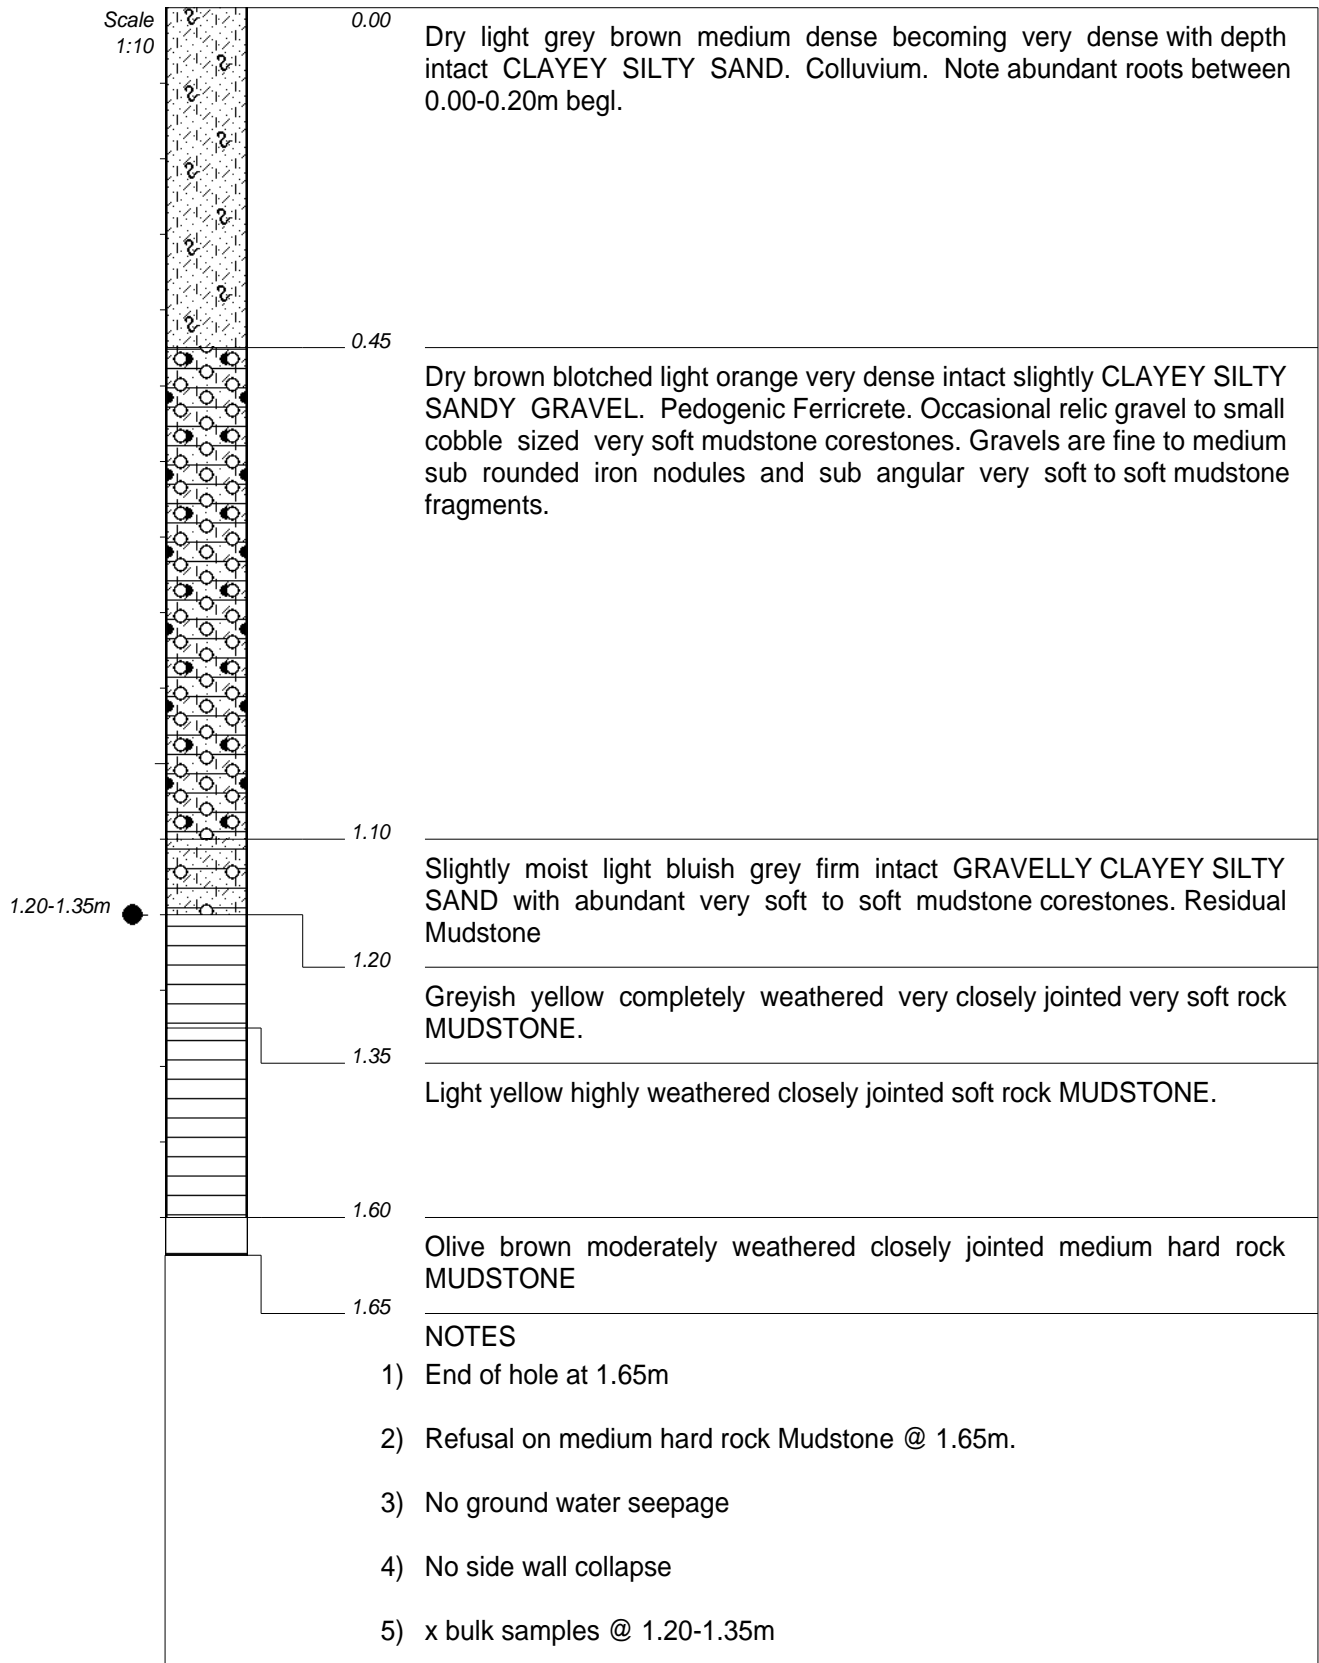 Scale
1:10
0.00
Dry light grey brown medium dense becoming very dense with depth
intact CLAYEY SILTY SAND. Colluvium. Note abundant roots between
0.00-0.20m begl.
0.45
Dry brown blotched light orange very dense intact slightly CLAYEY SILTY
SANDY GRAVEL. Pedogenic Ferricrete. Occasional relic gravel to small
cobble sized very soft mudstone corestones. Gravels are fine to medium
sub rounded iron nodules and sub angular very soft to soft mudstone
fragments.
1.10
Slightly moist light bluish grey firm intact GRAVELLY CLAYEY SILTY
SAND with abundant very soft to soft mudstone corestones. Residual
Mudstone
1.20-1.35m
1.20
Greyish yellow completely weathered very closely jointed very soft rock
MUDSTONE.
1.35
Light yellow highly weathered closely jointed soft rock MUDSTONE.
1.60
Olive brown moderately weathered closely jointed medium hard rock
MUDSTONE
1.65
NOTES
1) End of hole at 1.65m
2) Refusal on medium hard rock Mudstone @ 1.65m.
3) No ground water seepage
4) No side wall collapse
5) x bulk samples @ 1.20-1.35m